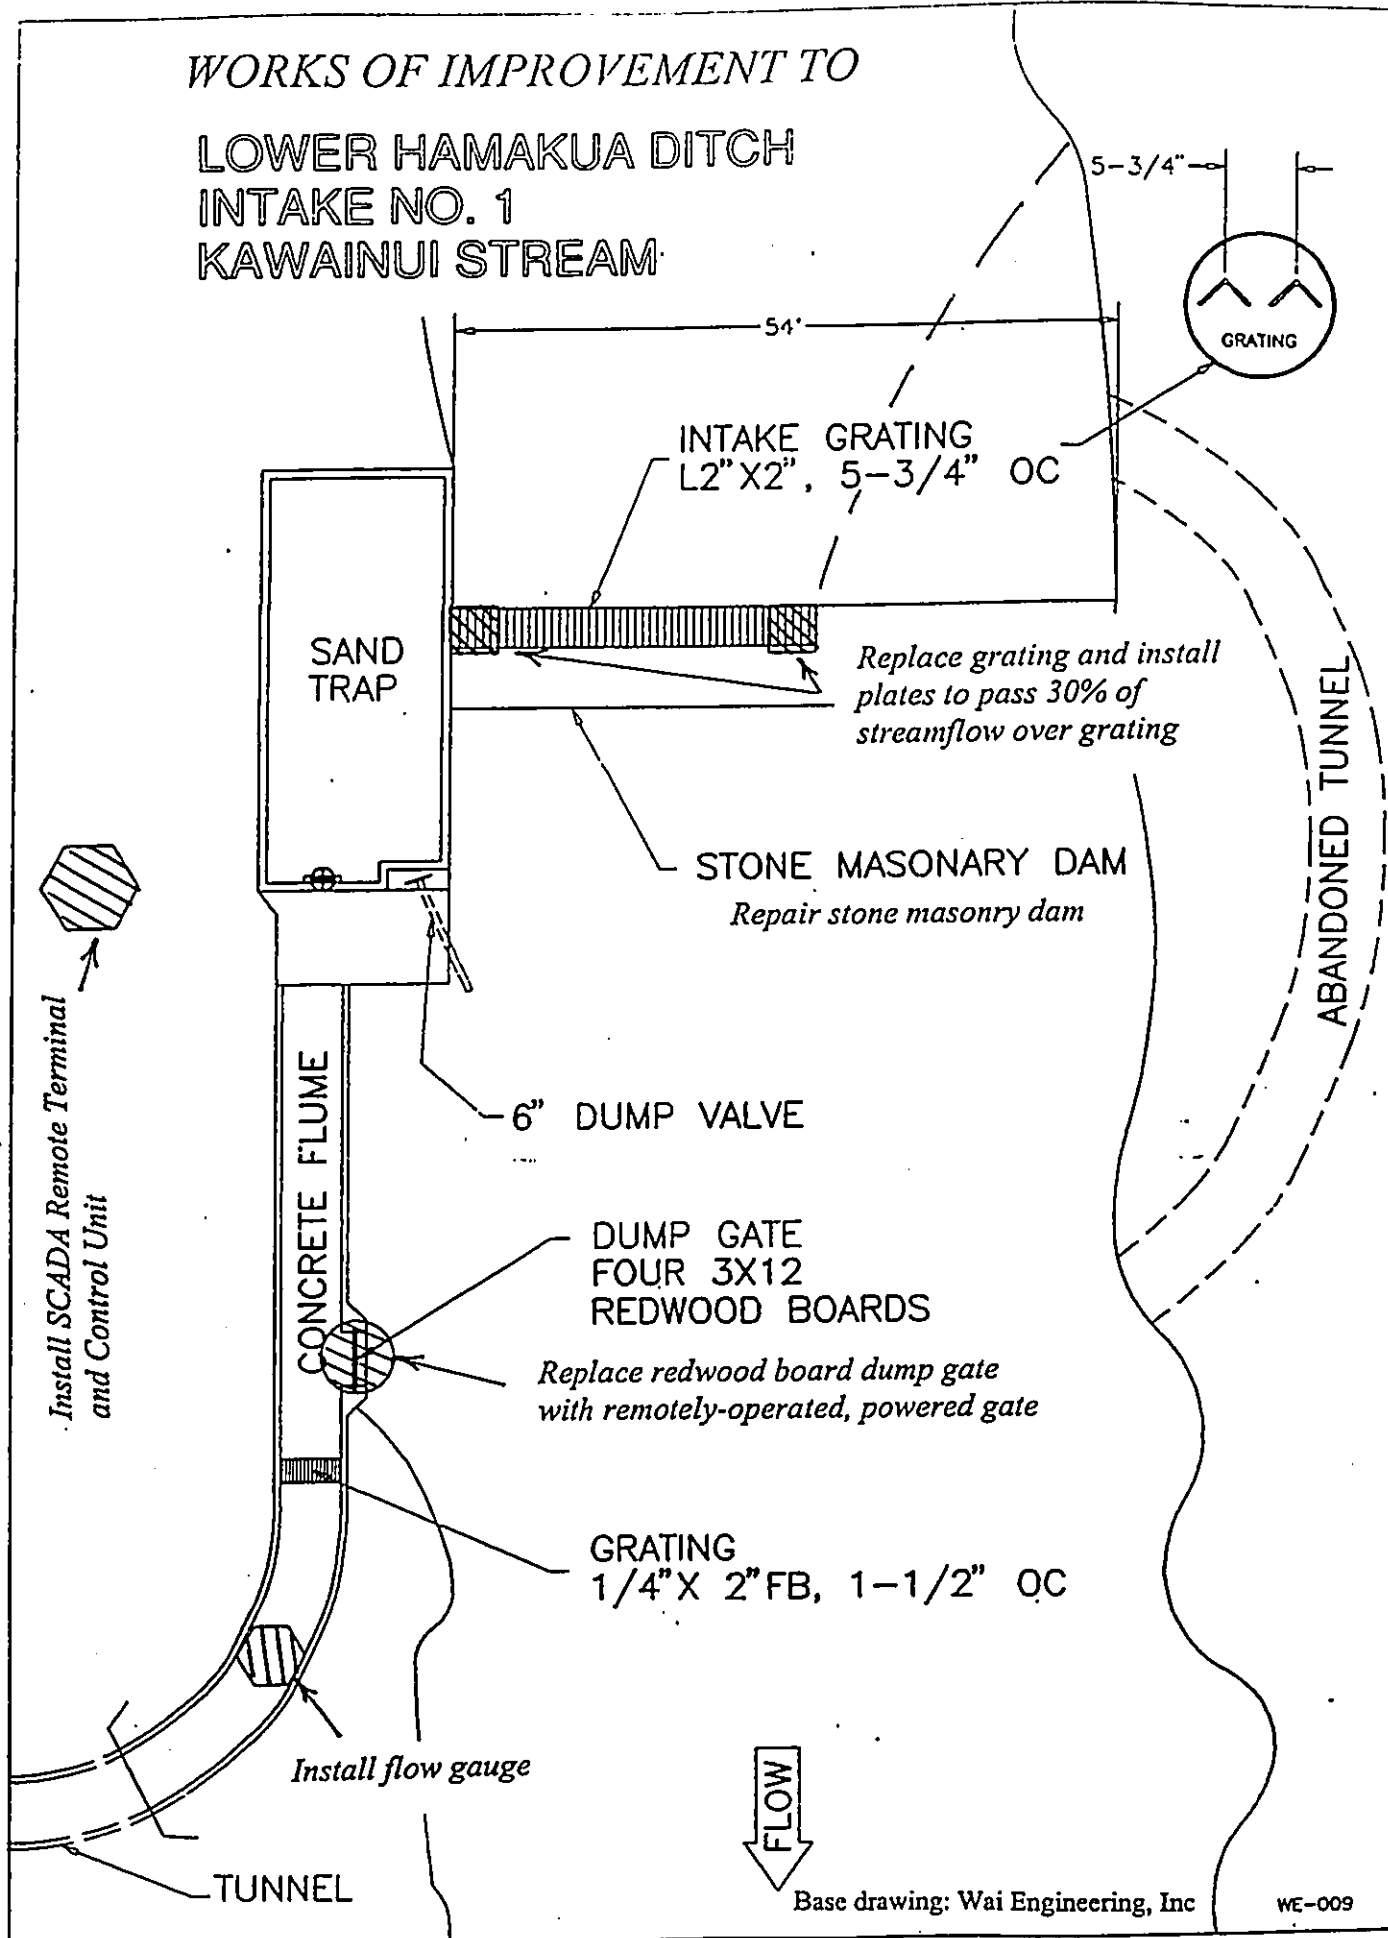 WORKS OF IMPROVEMENT TO
LOWER HAMAKUA DITCH
INTAKE NO. 1
KAWAINUI STREAM
5-3/4"
GRATING
54'
INTAKE GRATING
L2"X2", 5-3/4" OC
SAND
TRAP
Replace grating and install
plates to pass 30% of
streamflow over grating
ABANDONED TUNNEL
STONE MASONARY DAM
Repair stone masonry dam
Install SCADA Remote Terminal
and Control Unit
CONCRETE FLUME
6" DUMP VALVE
DUMP GATE
FOUR 3X12
REDWOOD BOARDS
Replace redwood board dump gate
with remotely-operated, powered gate
GRATING
1/4"X 2"FB, 1-1/2" OC
Install flow gauge
FLOW
TUNNEL
Base drawing: Wai Engineering, Inc
WE-009